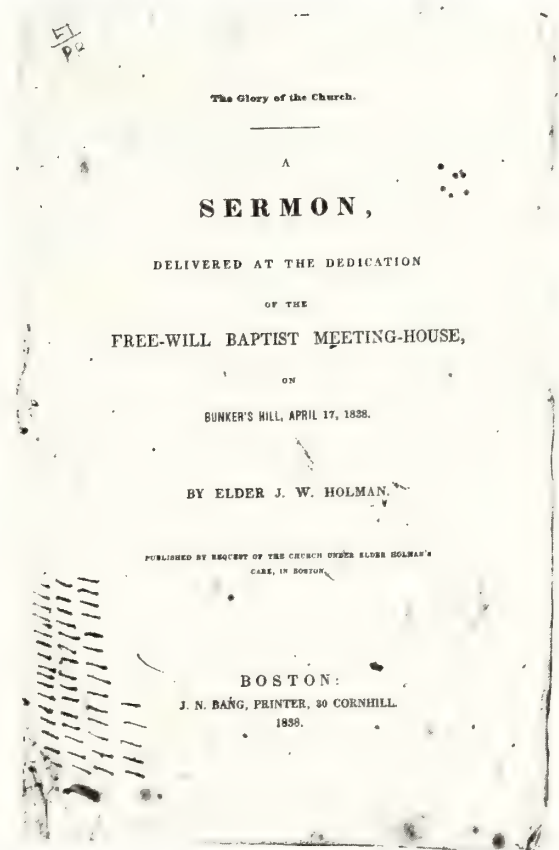 The Glory of the Church.
A
SERMON,
DELIVERED AT THE DEDICATION
OF THE
FREE-WILL BAPTIST MEETING-HOUSE,
ON
BUNKER'S HILL, APRIL 17, 1838.
BY ELDER J. W. HOLMAN.
PUBLISHED BY REQUEST OF THE CHURCH UNDER ELDER HOLMAN'S
CARE, IN BOSTON.
BOSTON:
J. N. BANG, PRINTER, 30 CORNHILL.
1838.